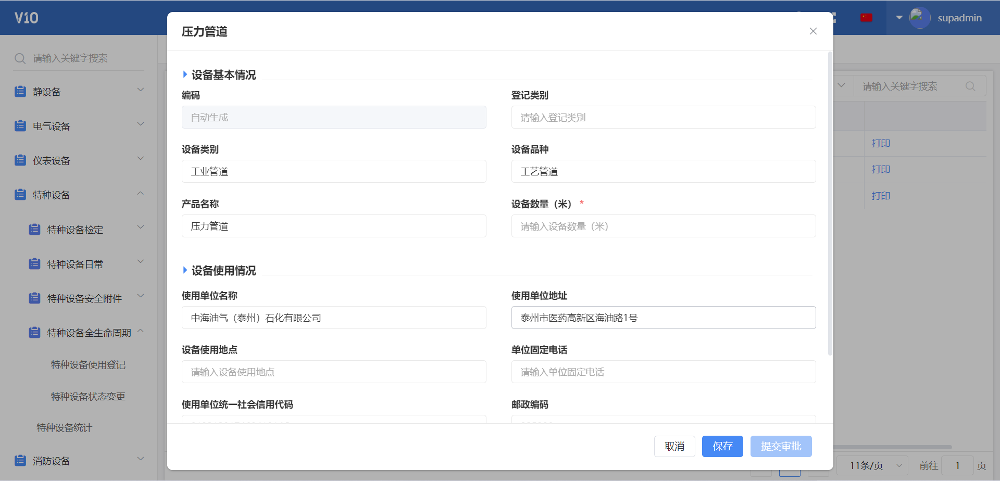 V10
supadmin
请输入关键字搜索
静设备
电气设备
仪表设备
特种设备
特种设备检定
特种设备日常
特种设备安全附件
特种设备全生命周期
特种设备使用登记
特种设备状态变更
特种设备统计
消防设备
压力管道
设备基本情况
编码
自动生成
登记类别
请输入登记类别
设备类别
工业管道
设备品种
工艺管道
产品名称
压力管道
设备数量（米） *
请输入设备数量（米）
设备使用情况
使用单位名称
中海油气（泰州）石化有限公司
使用单位地址
泰州市医药高新区海油路1号
设备使用地点
请输入设备使用地点
单位固定电话
请输入单位固定电话
使用单位统一社会信用代码
邮政编码
取消
保存
提交审批
请输入关键字搜索
打印
打印
打印
11条/页
前往 1 页